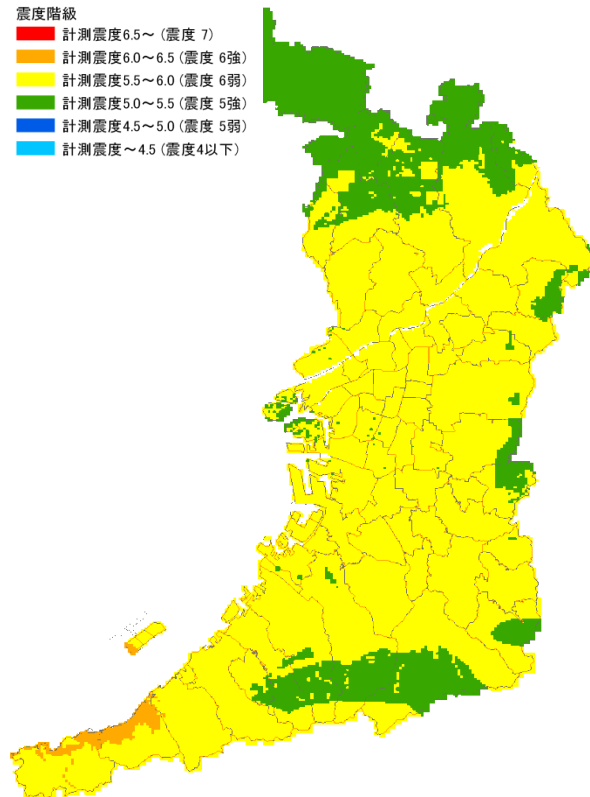 震度階級
計測震度6.5～ (震度 7)
計測震度6.0～6.5 (震度 6強)
計測震度5.5～6.0 (震度 6弱)
計測震度5.0～5.5 (震度 5強)
計測震度4.5～5.0 (震度 5弱)
計測震度～4.5 (震度4以下)